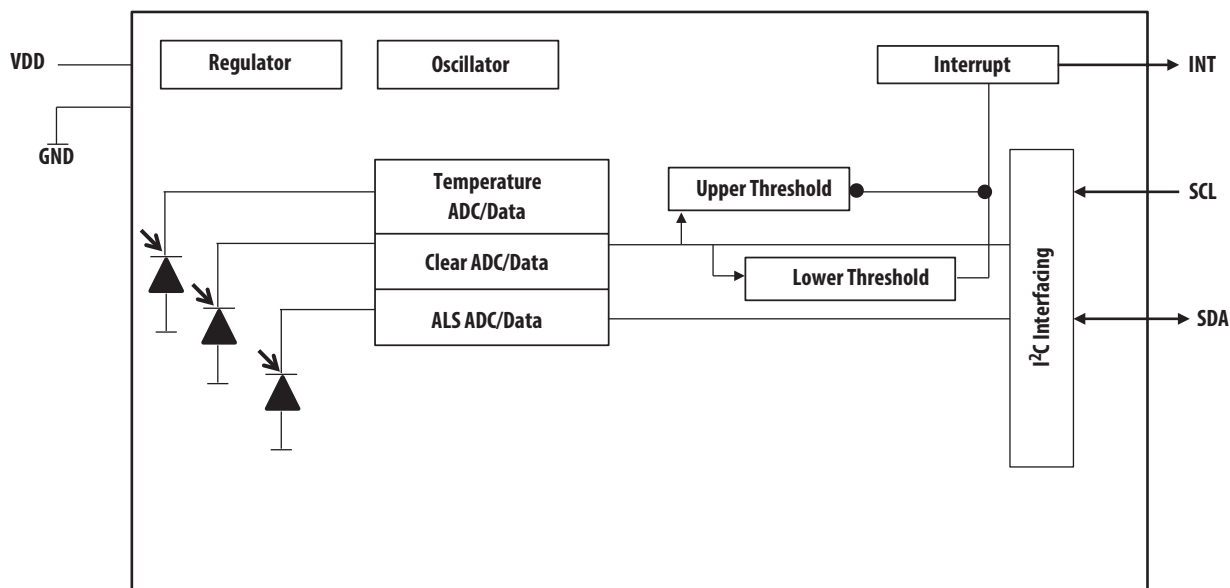 VDD
Regulator
Oscillator
Interrupt
INT
GND
Temperature
ADC/Data
Upper Threshold
SCL
Clear ADC/Data
Lower Threshold
ALS ADC/Data
I²C Interfacing
SDA